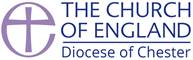 THE CHURCH
OF ENGLAND
Diocese of Chester